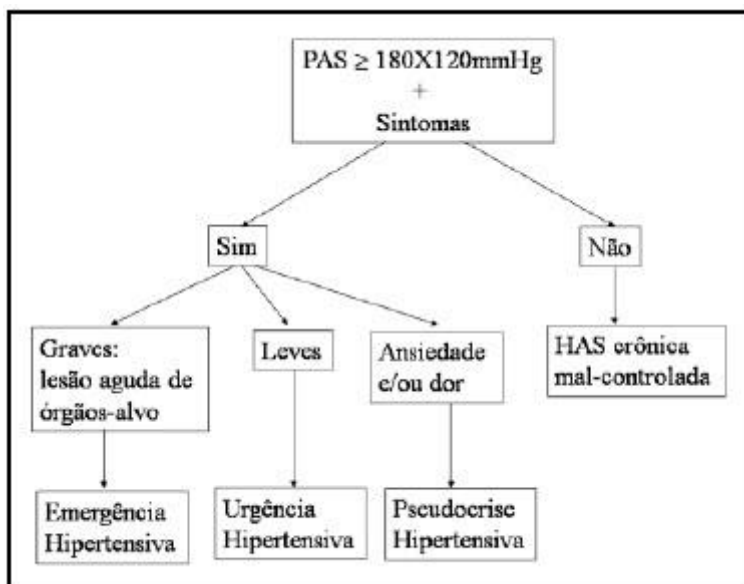 PAS ≥ 180X120mmHg
+
Sintomas
Sim
Não
Graves:
lesão aguda de
órgãos-alvo
Leves
Ansiedade
e/ou dor
HAS crônica
mal-controlada
Emergência
Hipertensiva
Urgência
Hipertensiva
Pseudocrise
Hipertensiva